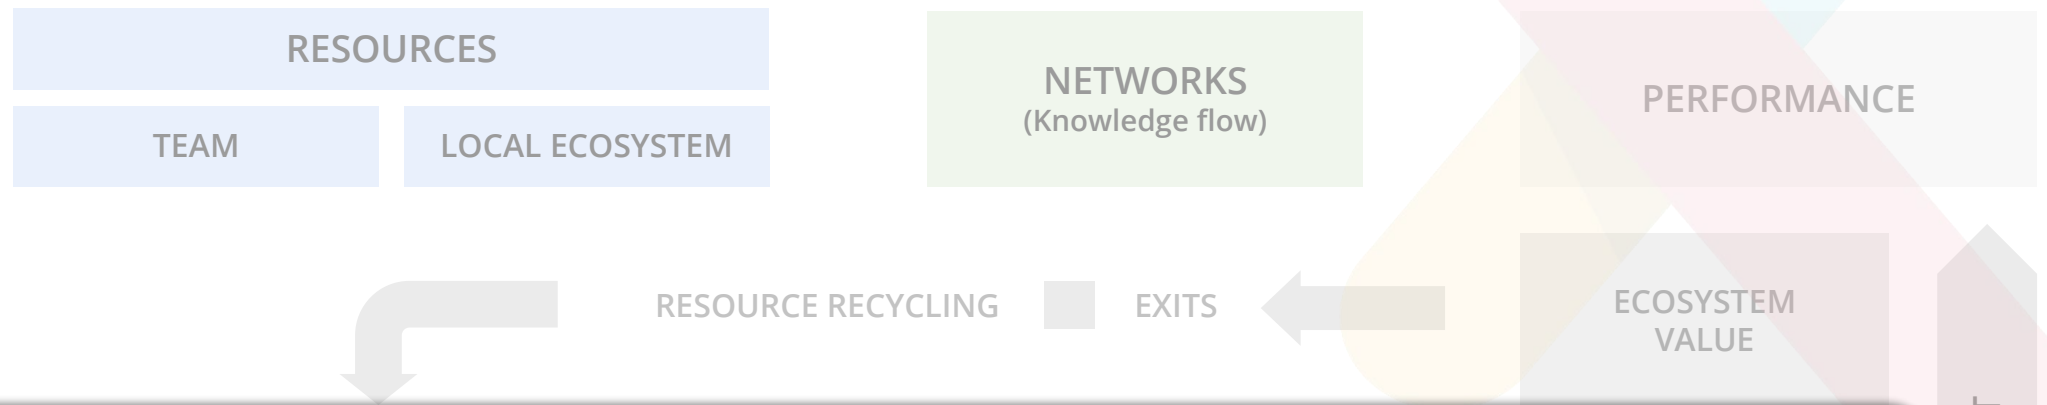 RESOURCES
TEAM
LOCAL ECOSYSTEM
NETWORKS
(Knowledge flow)
PERFORMANCE
RESOURCE RECYCLING
EXITS
ECOSYSTEM
VALUE